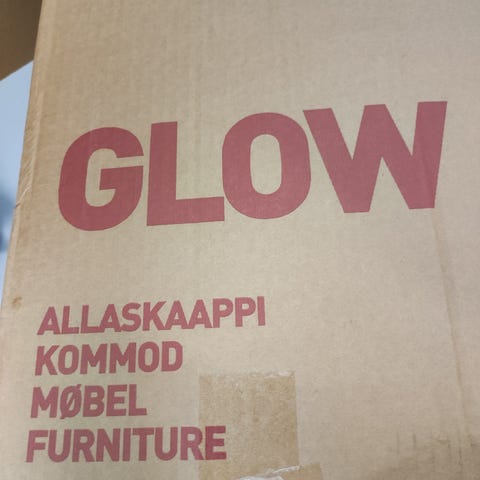 GLOW
ALLASKAAPPI
KOMMOD
MØBEL
FURNITURE